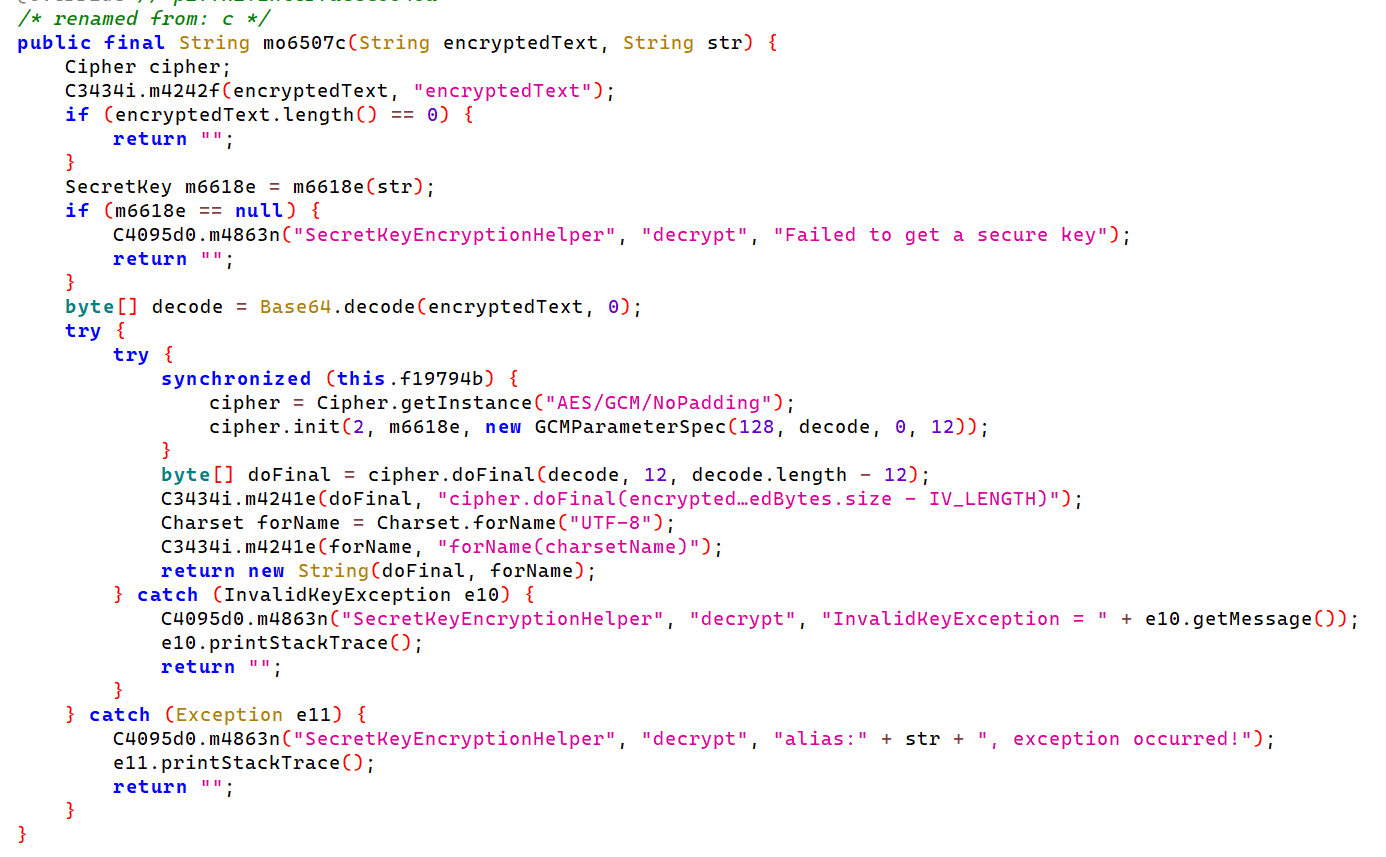 /* renamed from: c */
public final String mo6507c(String encryptedText, String str) {
    Cipher cipher;
    C3434i.m4242f(encryptedText, "encryptedText");
    if (encryptedText.length() == 0) {
        return "";
    }
    SecretKey m6618e = m6618e(str);
    if (m6618e == null) {
        C4095d0.m4863n("SecretKeyEncryptionHelper", "decrypt", "Failed to get a secure key");
        return "";
    }
    byte[] decode = Base64.decode(encryptedText, 0);
    try {
        try {
            synchronized (this.f19794b) {
                cipher = Cipher.getInstance("AES/GCM/NoPadding");
                cipher.init(2, m6618e, new GCMParameterSpec(128, decode, 0, 12));
            }
            byte[] doFinal = cipher.doFinal(decode, 12, decode.length - 12);
            C3434i.m4241e(doFinal, "cipher.doFinal(encrypted…edBytes.size - IV_LENGTH)");
            Charset forName = Charset.forName("UTF-8");
            C3434i.m4241e(forName, "forName(charsetName)");
            return new String(doFinal, forName);
        } catch (InvalidKeyException e10) {
            C4095d0.m4863n("SecretKeyEncryptionHelper", "decrypt", "InvalidKeyException = " + e10.getMessage());
            e10.printStackTrace();
            return "";
        }
    } catch (Exception e11) {
        C4095d0.m4863n("SecretKeyEncryptionHelper", "decrypt", "alias:" + str + ", exception occurred!");
        e11.printStackTrace();
        return "";
    }
}